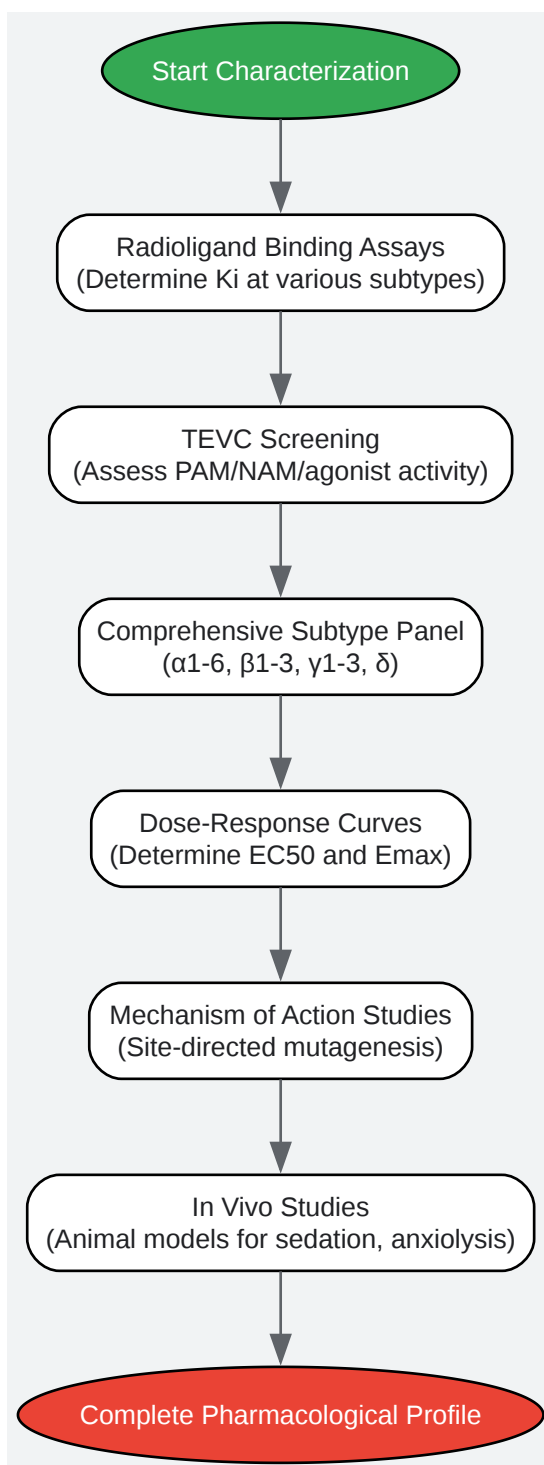 Start Characterization
Radioligand Binding Assays
(Determine Ki at various subtypes)
TEVC Screening
(Assess PAM/NAM/agonist activity)
Comprehensive Subtype Panel
(α1-6, β1-3, γ1-3, δ)
Dose-Response Curves
(Determine EC50 and Emax)
Mechanism of Action Studies
(Site-directed mutagenesis)
In Vivo Studies
(Animal models for sedation, anxiolysis)
Complete Pharmacological Profile